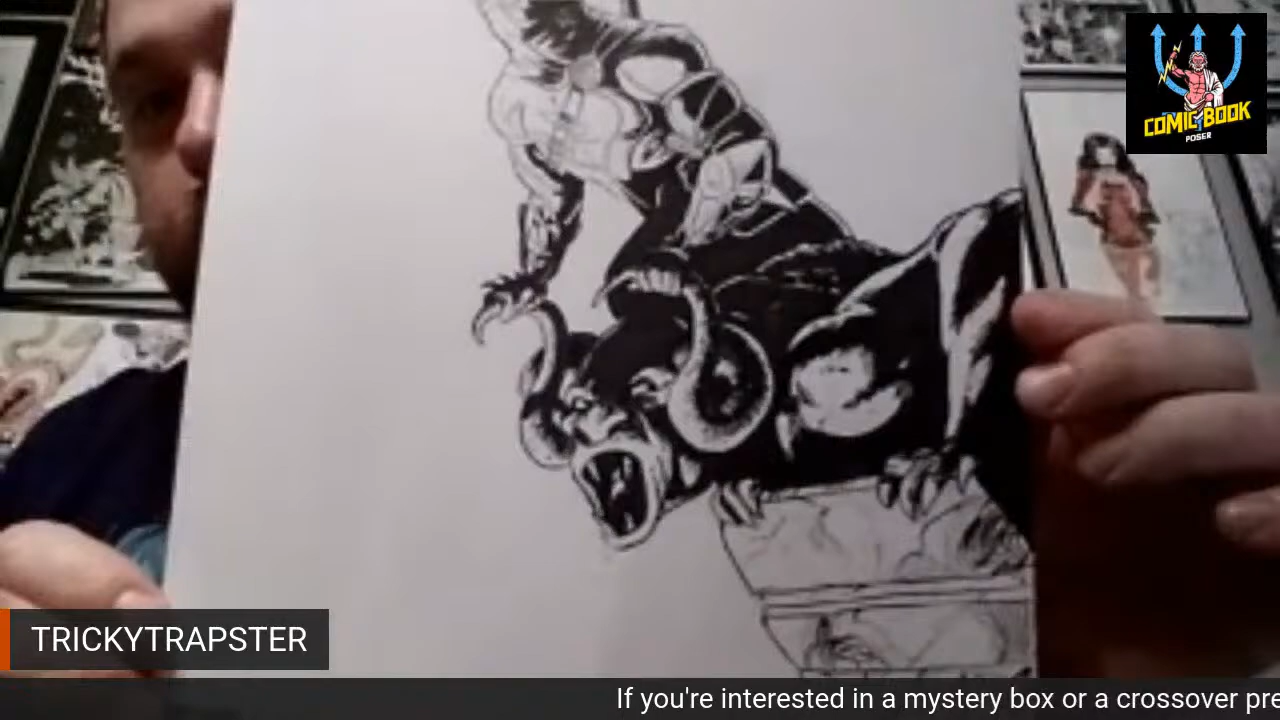 COMIC BOOK
POSER
TRICKYTRAPSTER
If you're interested in a mystery box or a crossover pre